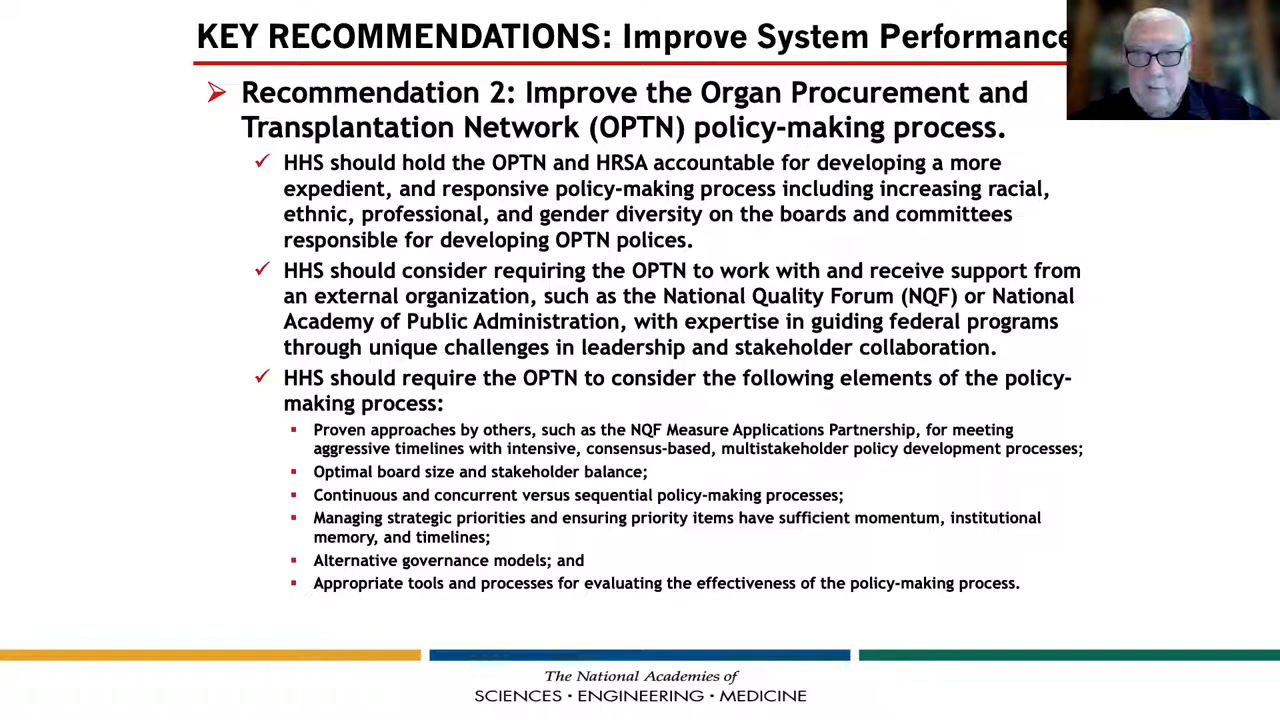 KEY RECOMMENDATIONS: Improve System Performance
➢ Recommendation 2: Improve the Organ Procurement and
Transplantation Network (OPTN) policy-making process.
✓ HHS should hold the OPTN and HRSA accountable for developing a more
expedient, and responsive policy-making process including increasing racial,
ethnic, professional, and gender diversity on the boards and committees
responsible for developing OPTN polices.
✓ HHS should consider requiring the OPTN to work with and receive support from
an external organization, such as the National Quality Forum (NQF) or National
Academy of Public Administration, with expertise in guiding federal programs
through unique challenges in leadership and stakeholder collaboration.
✓ HHS should require the OPTN to consider the following elements of the policy-
making process:
▪ Proven approaches by others, such as the NQF Measure Applications Partnership, for meeting
aggressive timelines with intensive, consensus-based, multistakeholder policy development processes;
▪ Optimal board size and stakeholder balance;
▪ Continuous and concurrent versus sequential policy-making processes;
▪ Managing strategic priorities and ensuring priority items have sufficient momentum, institutional
memory, and timelines;
▪ Alternative governance models; and
▪ Appropriate tools and processes for evaluating the effectiveness of the policy-making process.
The National Academies of
SCIENCES • ENGINEERING • MEDICINE